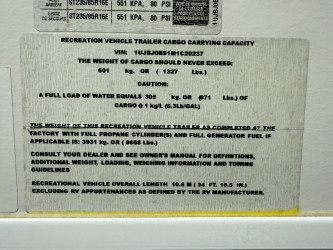 ST235/85R16E 551 KPA, 80 PSI
SPARE
DE SECOURS
ST235/85R16E 551 KPA, 80 PSI
RECREATION VEHICLE TRAILER CARGO CARRYING CAPACITY
VIN: 1UJBJ0BS1M1C20237
THE WEIGHT OF CARGO SHOULD NEVER EXCEED:
601 kg. OR ( 1327 Lbs.)
CAUTION:
A FULL LOAD OF WATER EQUALS 305 kg. OR (671 Lbs.) OF
CARGO @ 1 kg/L (8.3Lb/GAL)
THE WEIGHT OF THIS RECREATION VEHICLE TRAILER AS COMPLETED AT THE
FACTORY WITH FULL PROPANE CYLINDER(S) AND FULL GENERATOR FUEL IF
APPLICABLE IS: 3931 kg. OR ( 8668 Lbs.)
CONSULT YOUR DEALER AND SEE OWNER'S MANUAL FOR DEFINITIONS,
ADDITIONAL WEIGHT, LOADING, WEIGHING INFORMATION AND TOWING
GUIDELINES
RECREATIONAL VEHICLE OVERALL LENGTH 10.6 M ( 34 FT. 10.5 IN.)
EXCLUDING RV APPURTENANCES AS DEFINED BY THE RV MANUFACTURER.